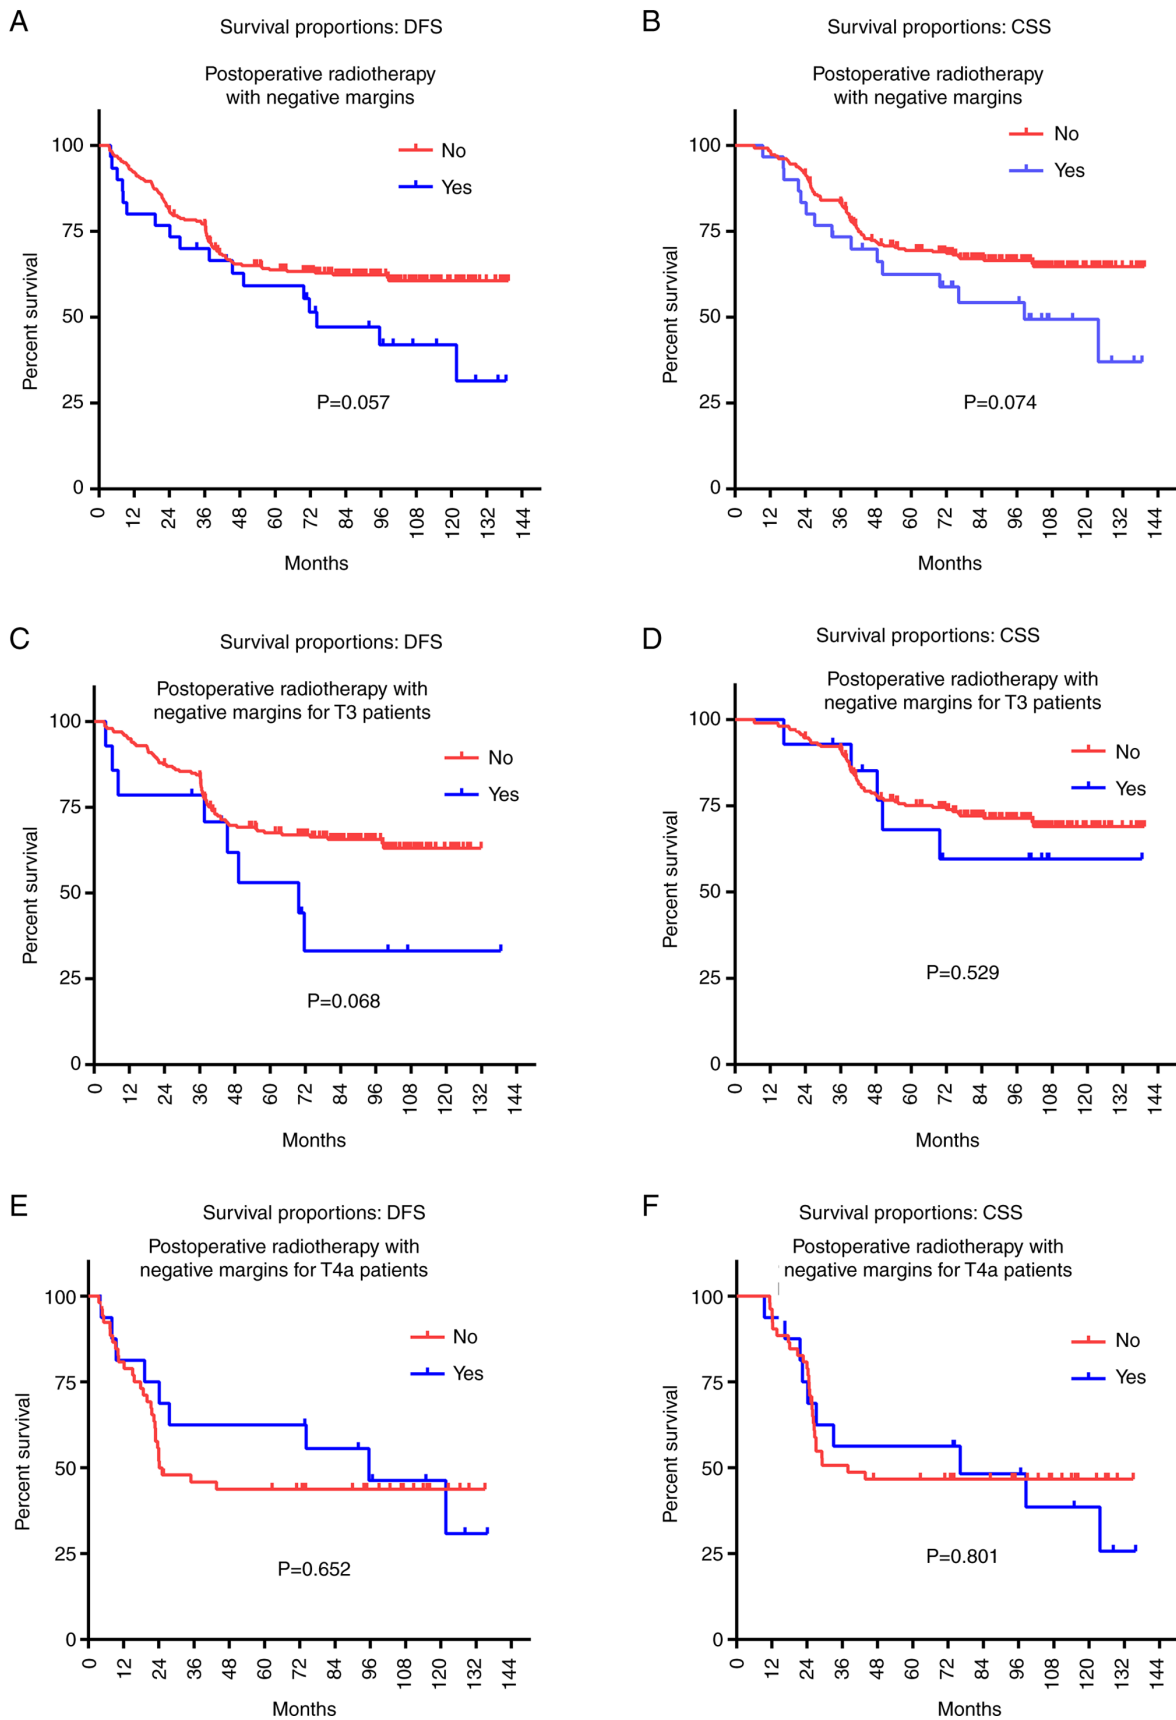 A
Survival proportions: DFS
Postoperative radiotherapy
with negative margins
No
Yes
100
75
50
25
0
Percent survival
P=0.057
0 12 24 36 48 60 72 84 96 108 120 132 144
Months
B
Survival proportions: CSS
Postoperative radiotherapy
with negative margins
No
Yes
100
75
50
25
0
Percent survival
P=0.074
0 12 24 36 48 60 72 84 96 108 120 132 144
Months
C
Survival proportions: DFS
Postoperative radiotherapy with
negative margins for T3 patients
No
Yes
100
75
50
25
0
Percent survival
P=0.068
0 12 24 36 48 60 72 84 96 108 120 132 144
Months
D
Survival proportions: CSS
Postoperative radiotherapy with
negative margins for T3 patients
No
Yes
100
75
50
25
0
Percent survival
P=0.529
0 12 24 36 48 60 72 84 96 108 120 132 144
Months
E
Survival proportions: DFS
Postoperative radiotherapy with
negative margins for T4a patients
No
Yes
100
75
50
25
0
Percent survival
P=0.652
0 12 24 36 48 60 72 84 96 108 120 132 144
Months
F
Survival proportions: CSS
Postoperative radiotherapy with
negative margins for T4a patients
No
Yes
100
75
50
25
0
Percent survival
P=0.801
0 12 24 36 48 60 72 84 96 108 120 132 144
Months